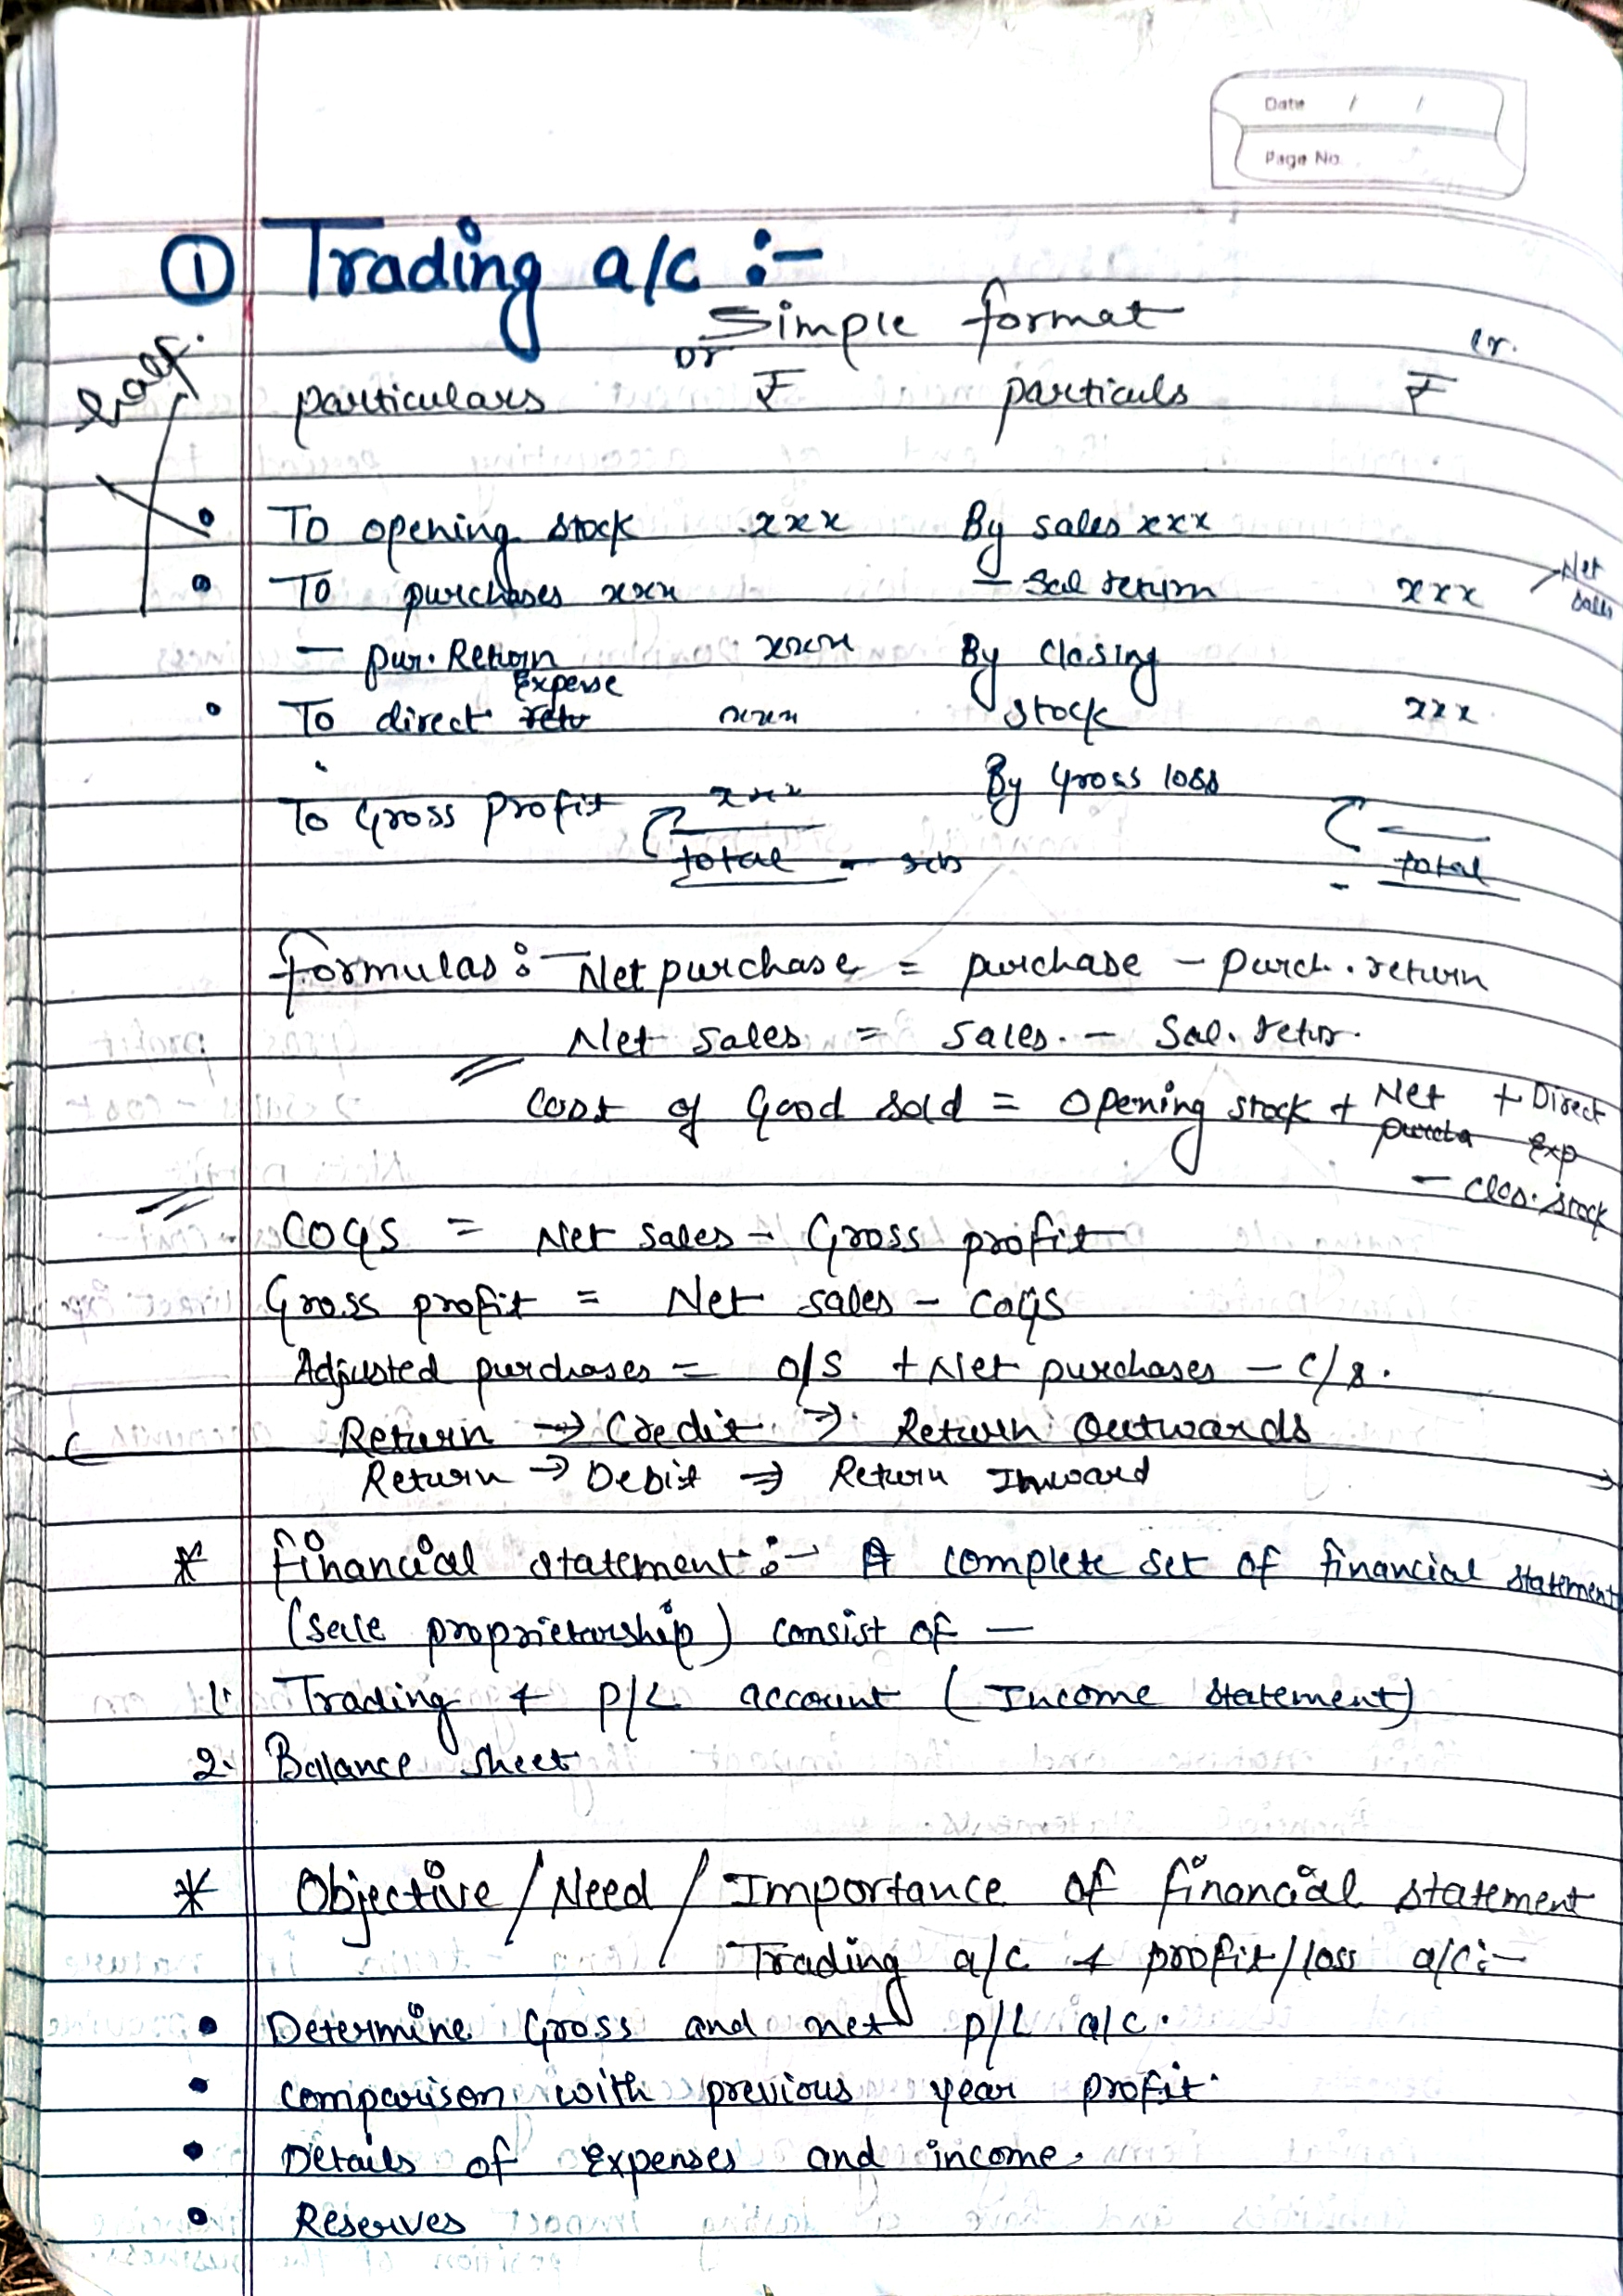 Date / /
Page No.
① Trading a/c :-
Simple format
Dr cr.
particulars ₹ particuls ₹
• To opening stock xxx By sales xxx
• To purchases xxx - Sal return xxx Net sales
- pur. Return xxx By Closing
Expense
• To direct retu xxx stock xxx
By Gross loss
To Gross profit xxx
total total
formulas :- Net purchase = purchase - purch. return
Net sales = sales. - Sal. retur.
Cost of Good sold = opening stock + Net purcha + Direct Exp
- clos. stock
COGS = Net sales - Gross profit
Gross profit = Net sales - COGS
Adjusted purchases = O/S + Net purchases - C/s.
Return → Credit → Return Outwards
Return → Debit ⇒ Return Inward
* financial statement :- A complete set of financial statement
(sole proprietorship) consist of —
1. Trading & P/L account (Income statement)
2. Balance sheet
* Objective / Need / Importance of financial statement
Trading a/c & profit/loss a/c :-
• Determine Gross and net P/L a/c.
• comparison with previous year profit.
• Details of Expenses and income.
• Reserves